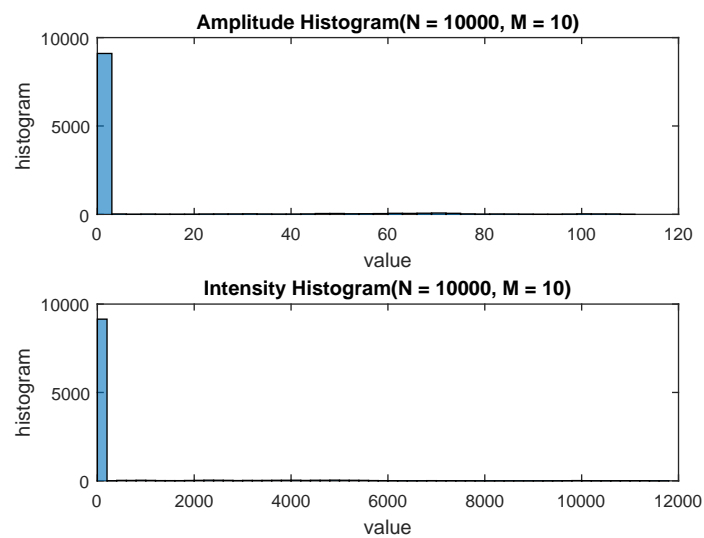 Amplitude Histogram(N = 10000, M = 10)
10000
5000
0
histogram
0 20 40 60 80 100 120
value
Intensity Histogram(N = 10000, M = 10)
10000
5000
0
histogram
0 2000 4000 6000 8000 10000 12000
value